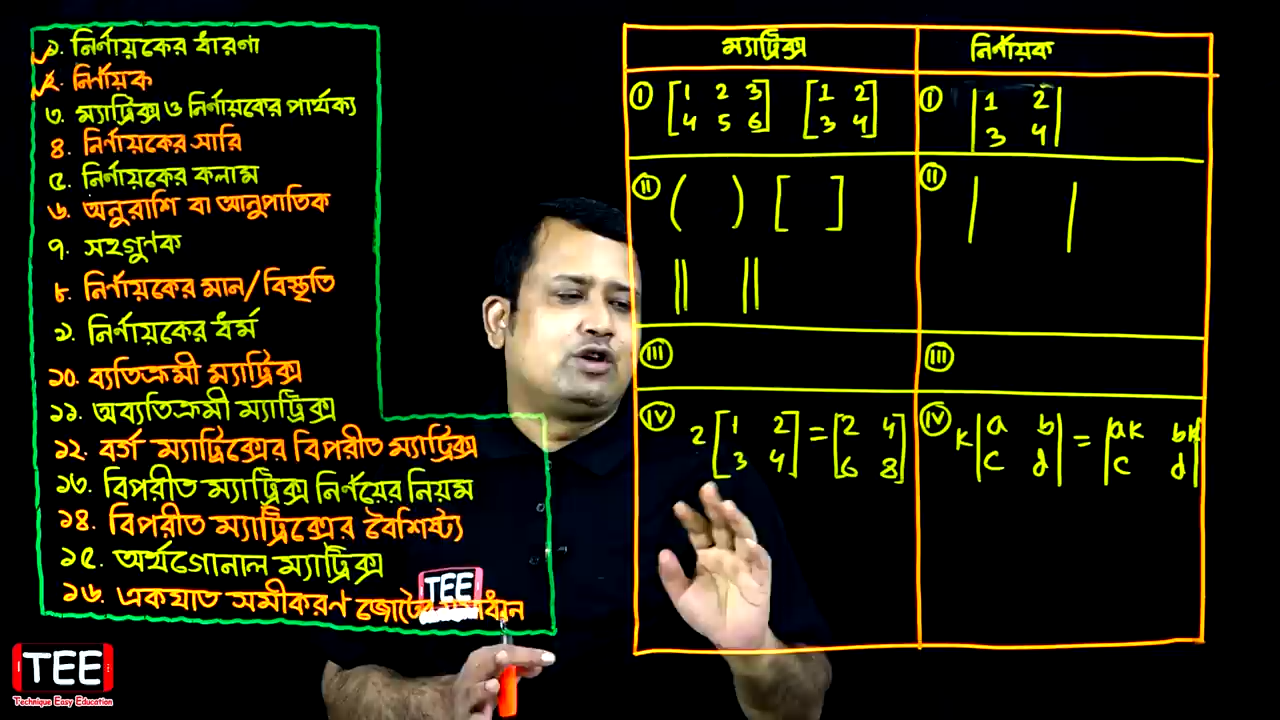 ১. নির্ণায়কের ধারণা
২. নির্ণায়ক
৩. ম্যাট্রিক্স ও নির্ণায়কের পার্থক্য
৪. নির্ণায়কের সারি
৫. নির্ণায়কের কলাম
৬. অনুরাশি বা আনুপাতিক
৭. সহগুণক
৮. নির্ণায়কের মান/বিস্তৃতি
৯. নির্ণায়কের ধর্ম
১০. ব্যতিক্রমী ম্যাট্রিক্স
১১. অব্যতিক্রমী ম্যাট্রিক্স
১২. বর্গ ম্যাট্রিক্সের বিপরীত ম্যাট্রিক্স
১৩. বিপরীত ম্যাট্রিক্স নির্ণয়ের নিয়ম
১৪. বিপরীত ম্যাট্রিক্সের বৈশিষ্ট্য
১৫. অর্থগোনাল ম্যাট্রিক্স
১৬. একঘাত সমীকরণ জোটের সমাধান
TEE
TEE
Technique Easy Education
ম্যাট্রিক্স নির্ণায়ক
I [1 2 3 [1 2 I |1 2
4 5 6] 3 4] 3 4|
II ( ) [ ] II | |
|| ||
III III
IV 2 [1 2 = [2 4 IV K |a b = |aK bK
3 4] 6 8] c d| c d|